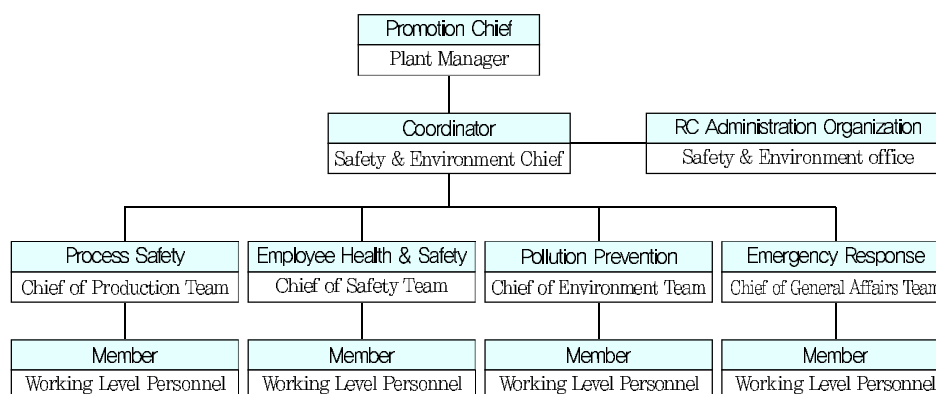 Promotion Chief
Plant Manager
Coordinator
Safety & Environment Chief
RC Administration Organization
Safety & Environment office
Process Safety
Chief of Production Team
Employee Health & Safety
Chief of Safety Team
Pollution Prevention
Chief of Environment Team
Emergency Response
Chief of General Affairs Team
Member
Working Level Personnel
Member
Working Level Personnel
Member
Working Level Personnel
Member
Working Level Personnel